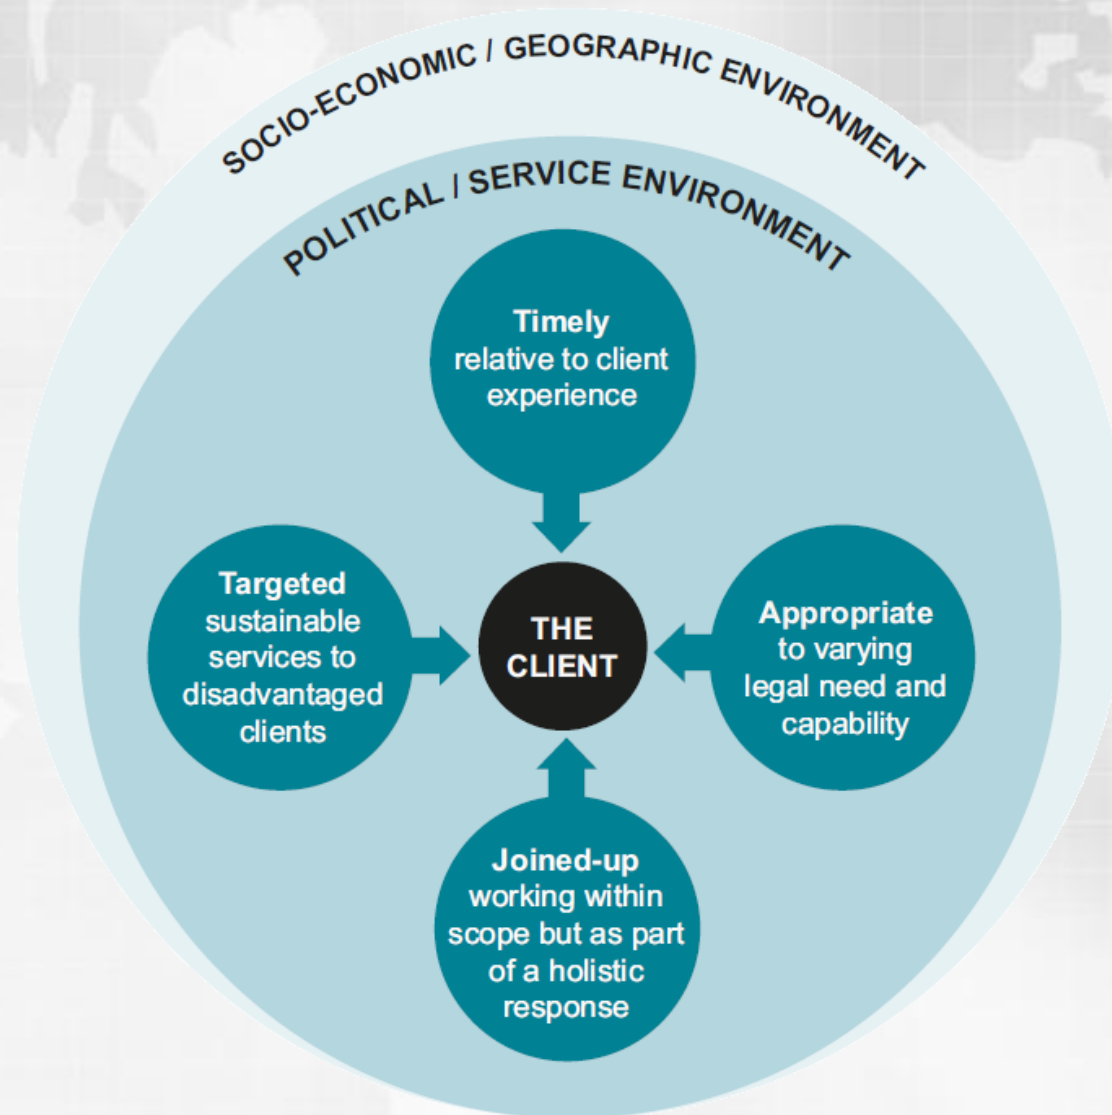 SOCIO-ECONOMIC / GEOGRAPHIC ENVIRONMENT
POLITICAL / SERVICE ENVIRONMENT
Timely
relative to client
experience
Targeted
sustainable
services to
disadvantaged
clients
THE
CLIENT
Appropriate
to varying
legal need and
capability
Joined-up
working within
scope but as part
of a holistic
response